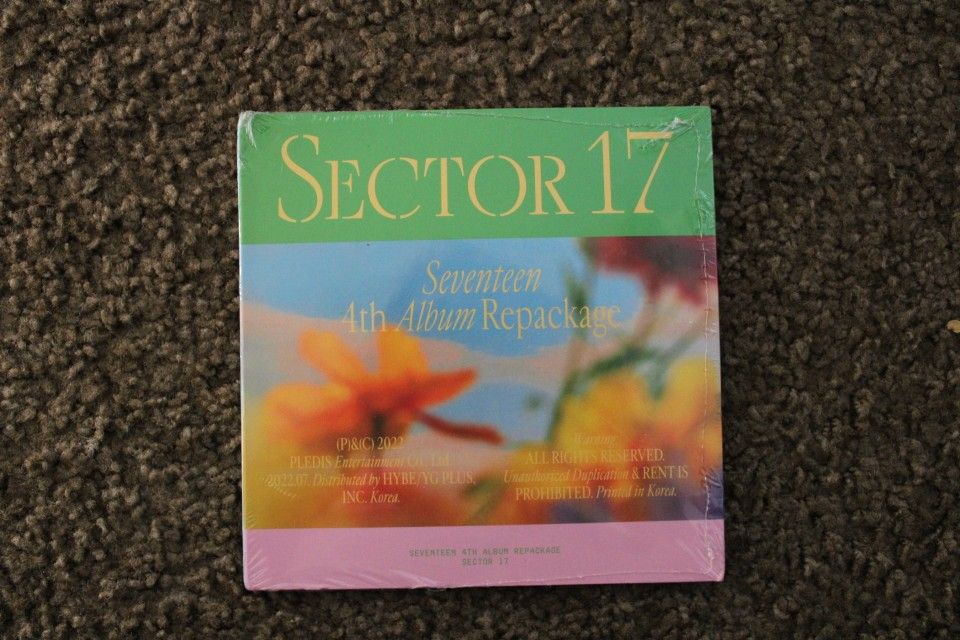 SECTOR 17
Seventeen
4th Album Repackage
(P)&(C) 2022
PLEDIS Entertainment Co., Ltd.
2022.07. Distributed by HYBE/YG PLUS,
INC. Korea.
Warning
ALL RIGHTS RESERVED.
Unauthorized Duplication & RENT IS
PROHIBITED. Printed in Korea.
SEVENTEEN 4TH ALBUM REPACKAGE
SECTOR 17